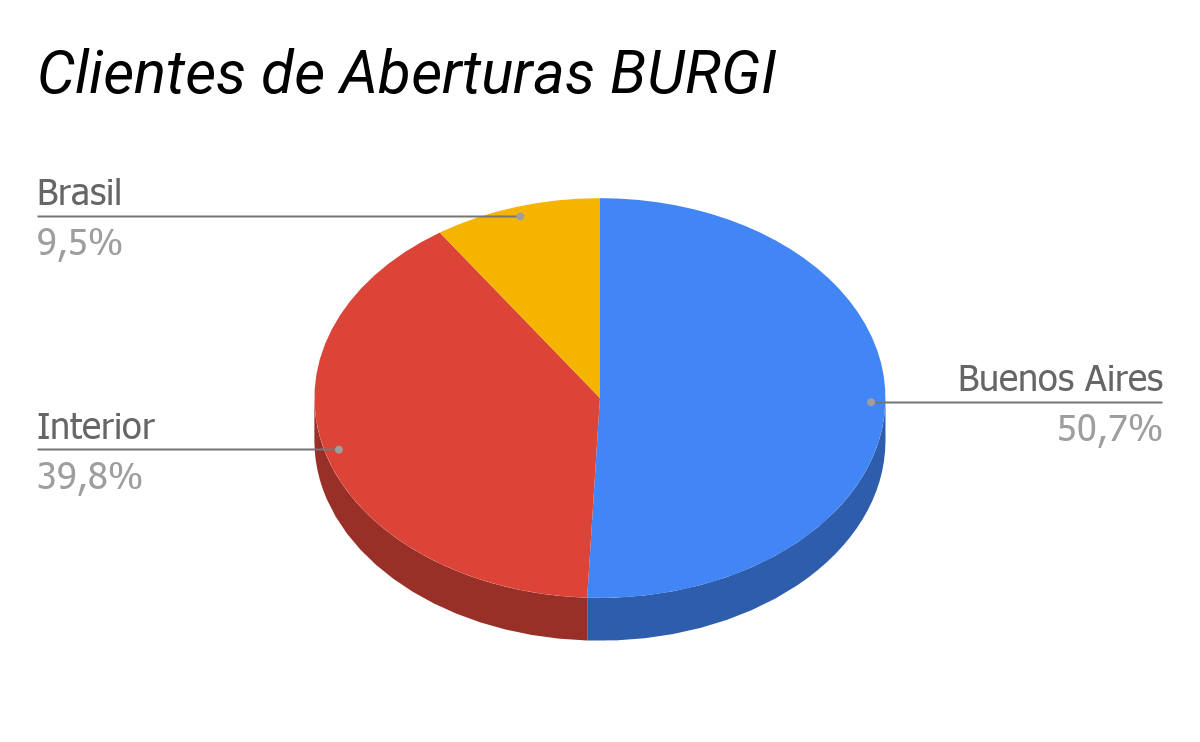 Clientes de Aberturas BURGI
Brasil
9,5%
Buenos Aires
50,7%
Interior
39,8%